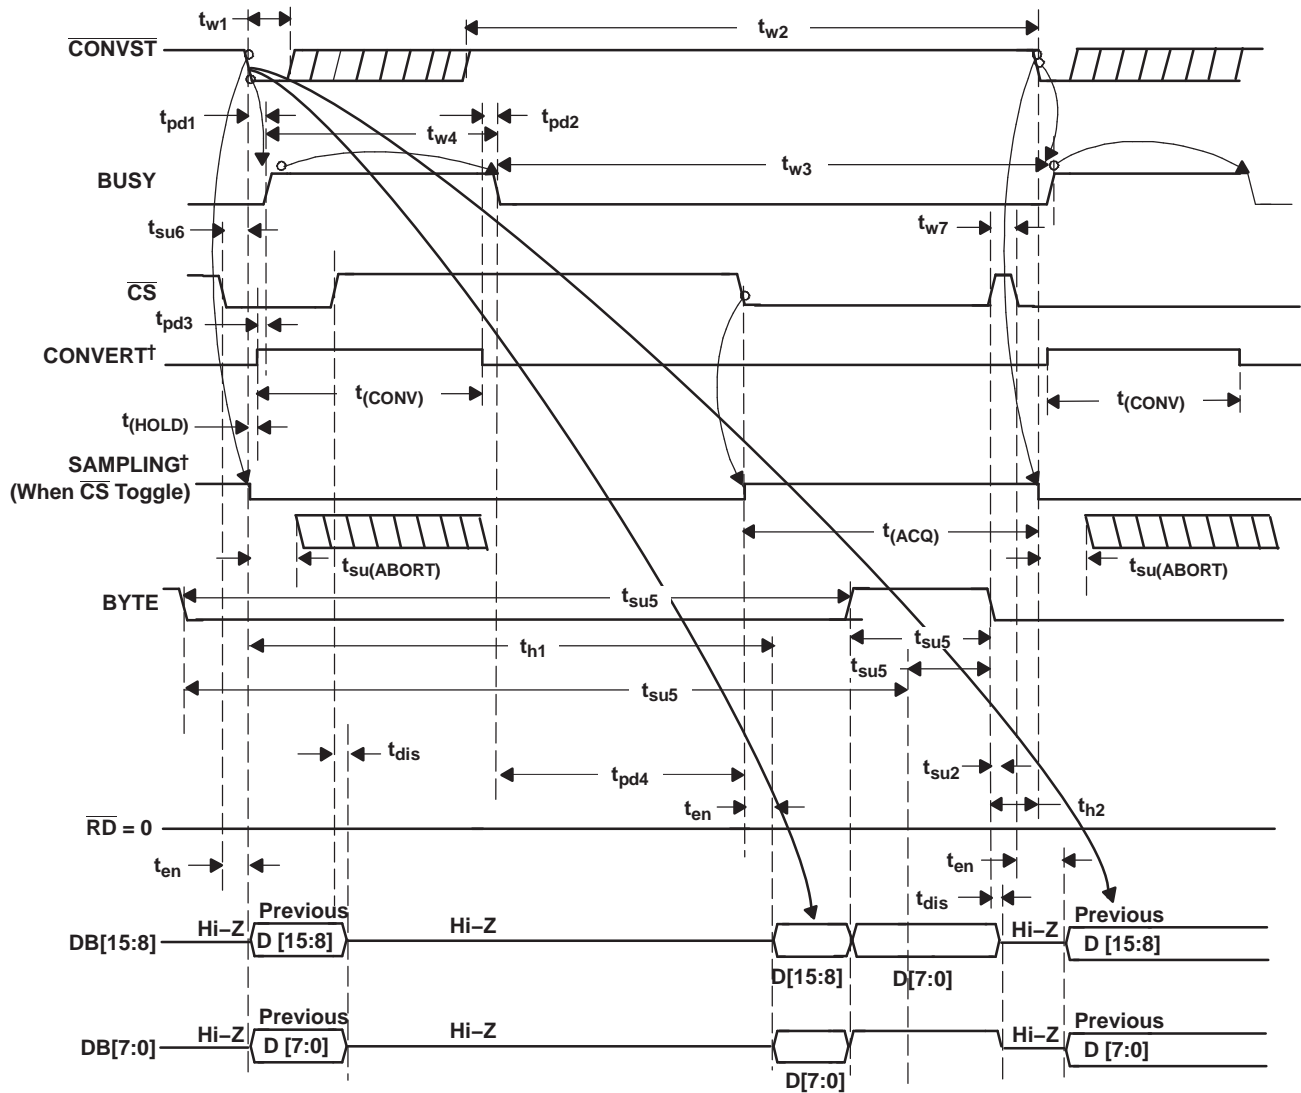 tw1
tw2
CONVST
tpd1
tw4
tpd2
tw3
BUSY
tsu6
tw7
CS
tpd3
CONVERT†
t(CONV)
t(CONV)
t(HOLD)
SAMPLING†
(When CS Toggle)
t(ACQ)
tsu(ABORT)
tsu(ABORT)
BYTE
tsu5
tsu5
th1
tsu5
tsu5
tdis
tpd4
tsu2
ten
th2
RD = 0
ten
ten
tdis
Previous
Previous
Hi–Z
Hi–Z
Hi–Z
DB[15:8]
D [15:8]
D [15:8]
D[15:8]
D[7:0]
Previous
Previous
Hi–Z
Hi–Z
Hi–Z
DB[7:0]
D [7:0]
D [7:0]
D[7:0]